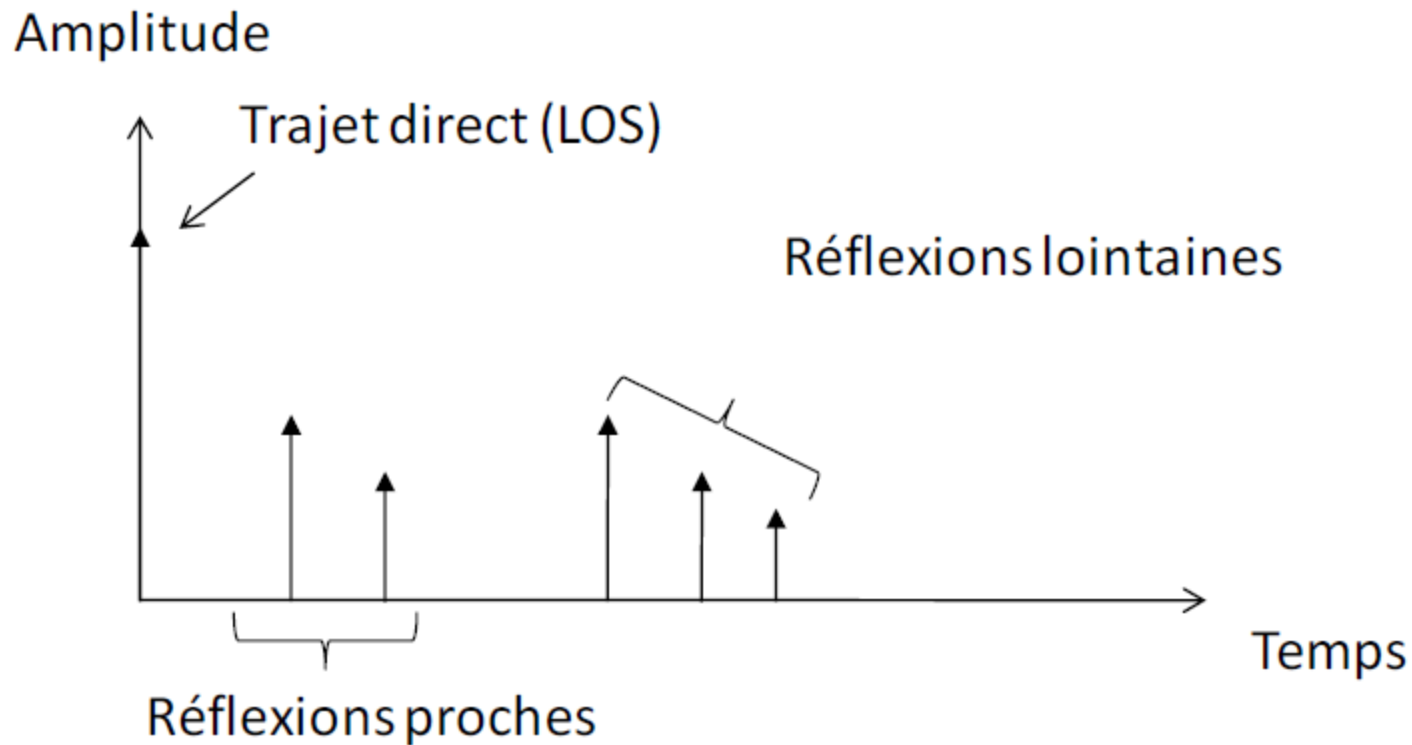 Amplitude
Trajet direct (LOS)
Réflexions lointaines
Temps
Réflexions proches